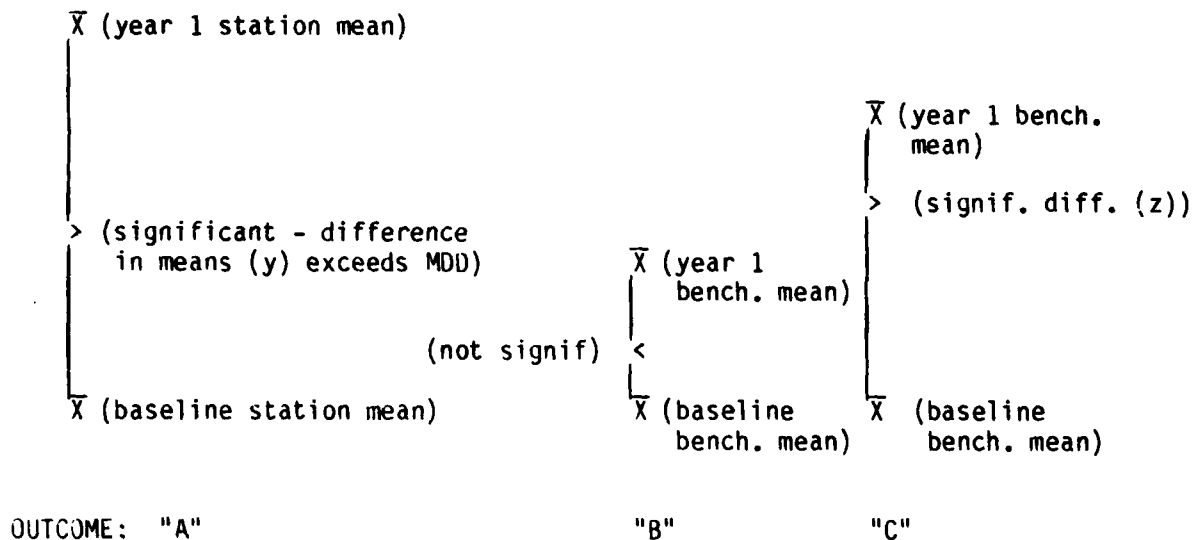 X̅ (year 1 station mean)
X̅ (year 1 bench.
mean)
> (significant - difference
in means (y) exceeds MDD)
> (signif. diff. (z))
X̅ (year 1
bench. mean)
(not signif) <
X̅ (baseline station mean)
X̅ (baseline
bench. mean)
X̅ (baseline
bench. mean)
OUTCOME: "A" "B" "C"